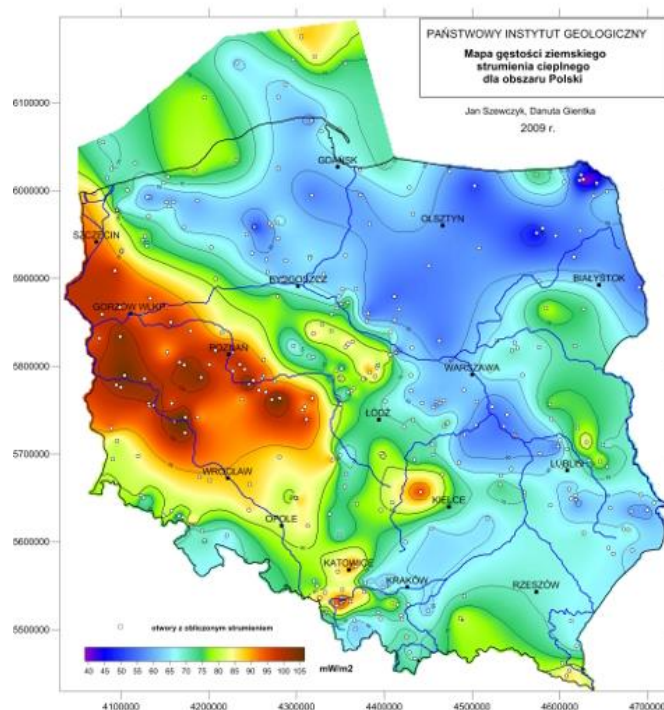 PAŃSTWOWY INSTYTUT GEOLOGICZNY
Mapa gęstości ziemskiego
strumienia cieplnego
dla obszaru Polski
Jan Szewczyk, Danuta Gientka
2009 r.
6100000
6000000
5900000
5800000
5700000
5600000
5500000
GDAŃSK
SZCZECIN
OLSZTYN
BYDGOSZCZ
BIAŁYSTOK
GORZÓW WLKP.
POZNAŃ
WARSZAWA
ŁÓDŹ
WROCŁAW
LUBLIN
KIELCE
OPOLE
KATOWICE
KRAKÓW
RZESZÓW
otwory z obliczonym strumieniem
40 45 50 55 60 65 70 75 80 85 90 95 100 105
mW/m2
4100000 4200000 4300000 4400000 4500000 4600000 4700000